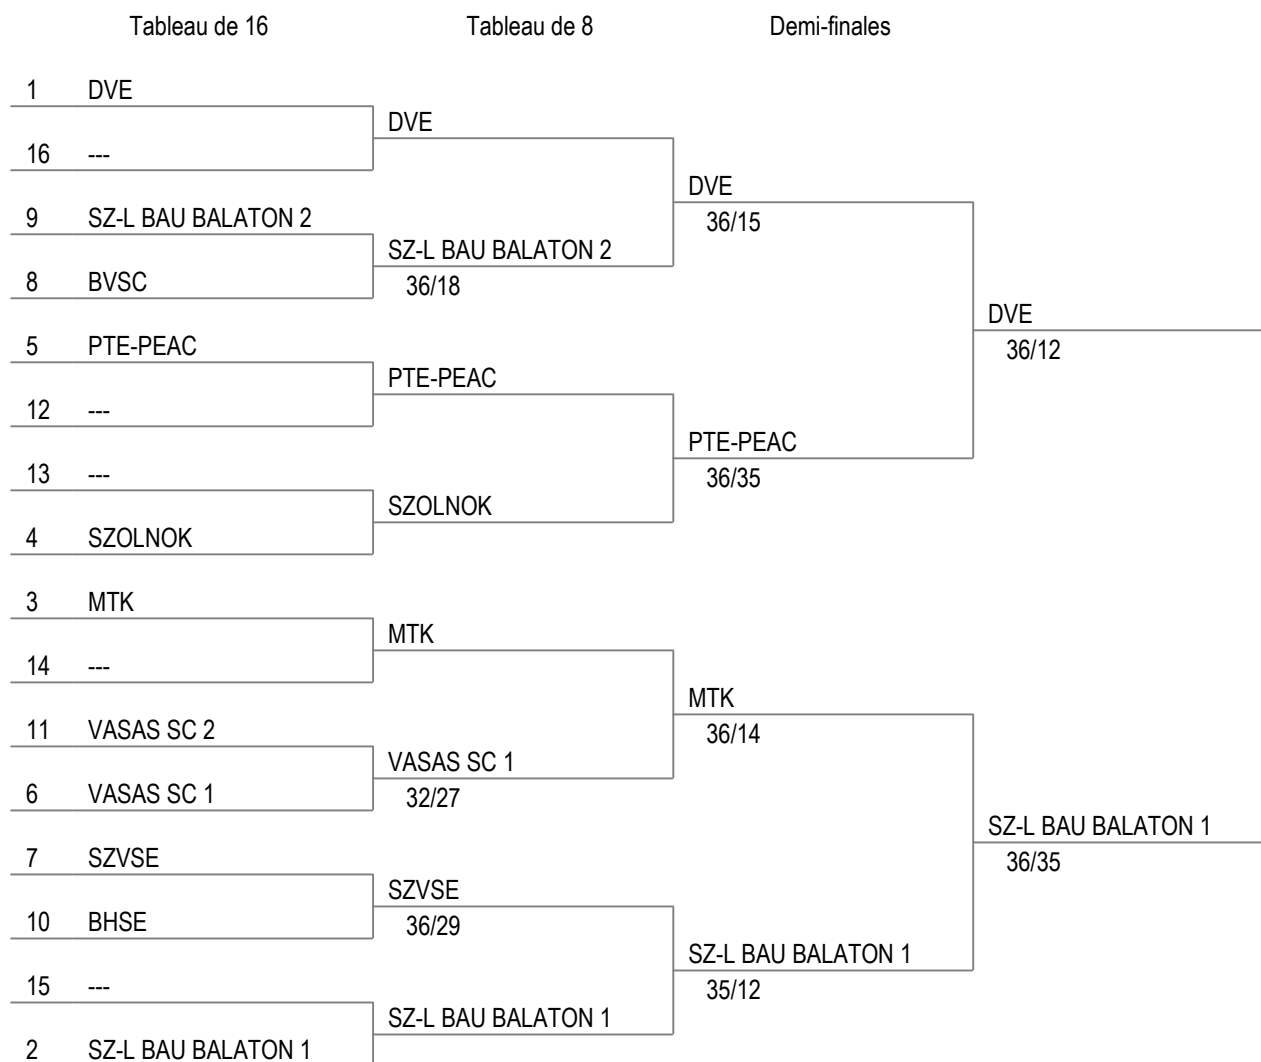 Tableau de 16 Tableau de 8 Demi-finales
1 DVE
DVE
16 ---
DVE
9 SZ-L BAU BALATON 2
36/15
SZ-L BAU BALATON 2
8 BVSC
36/18
DVE
5 PTE-PEAC
36/12
PTE-PEAC
12 ---
PTE-PEAC
13 ---
36/35
SZOLNOK
4 SZOLNOK
3 MTK
MTK
14 ---
MTK
11 VASAS SC 2
36/14
VASAS SC 1
6 VASAS SC 1
32/27
SZ-L BAU BALATON 1
7 SZVSE
36/35
SZVSE
10 BHSE
36/29
SZ-L BAU BALATON 1
15 ---
35/12
SZ-L BAU BALATON 1
2 SZ-L BAU BALATON 1